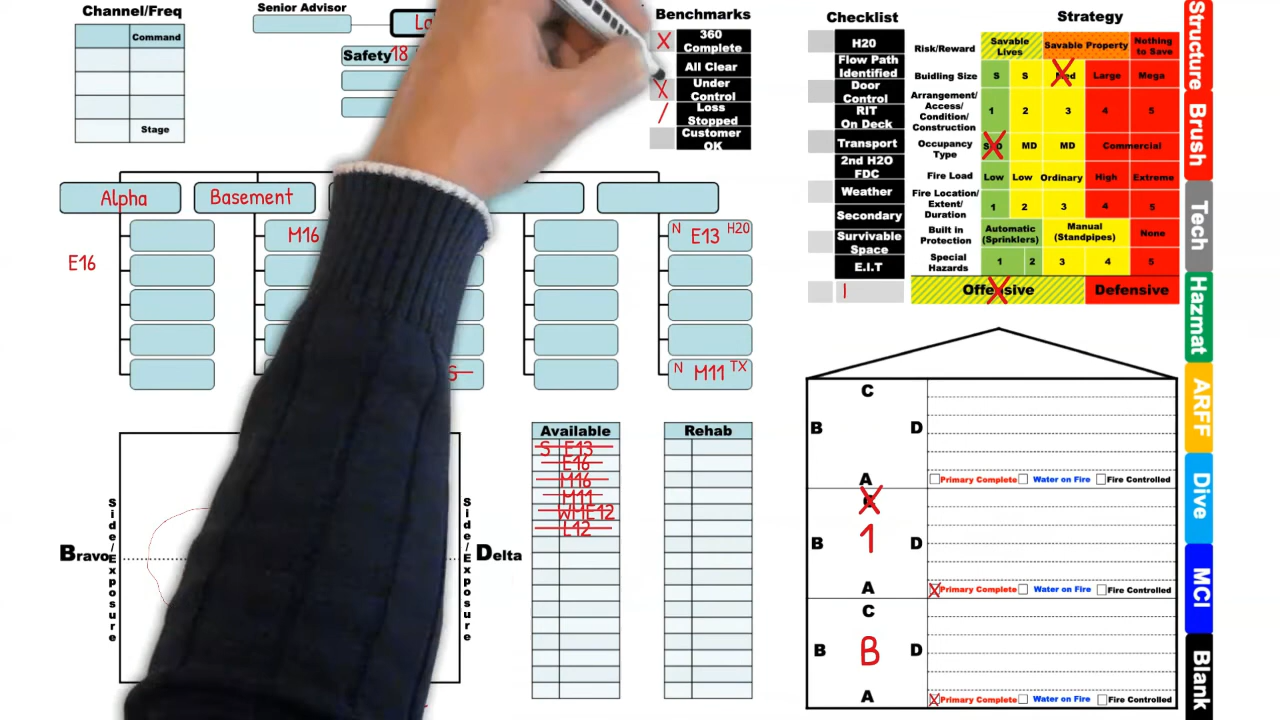 Channel/Freq
Command
Stage
Senior Advisor
La
Safety 18
Benchmarks
X 360 Complete
All Clear
X Under Control
/ Loss Stopped
Customer OK
Checklist
H20
Flow Path Identified
Door Control
RIT On Deck
Transport
2nd H2O FDC
Weather
Secondary
Survivable Space
E.I.T
Strategy
Risk/Reward Savable Lives Savable Property Nothing to Save
Buidling Size S S Med Large Mega
Arrangement/ Access/ Condition/ Construction 1 2 3 4 5
Occupancy Type MD MD Commercial
Fire Load Low Low Ordinary High Extreme
Fire Location/ Extent/ Duration 1 2 3 4 5
Built in Protection Automatic (Sprinklers) Manual (Standpipes) None
Special Hazards 1 2 3 4 5
Offensive Defensive
Structure
Brush
Tech
Hazmat
ARFF
Dive
MCI
Blank
Alpha
Basement
E16
M16
S
N E13 H20
N M11 TX
Side/Exposure
Bravo
Side/Exposure
Delta
Available
S E13
E16
M16
M11
WME12
L12
Rehab
C
B D
A Primary Complete Water on Fire Fire Controlled
X
B 1 D
A X Primary Complete Water on Fire Fire Controlled
C
B B D
A X Primary Complete Water on Fire Fire Controlled